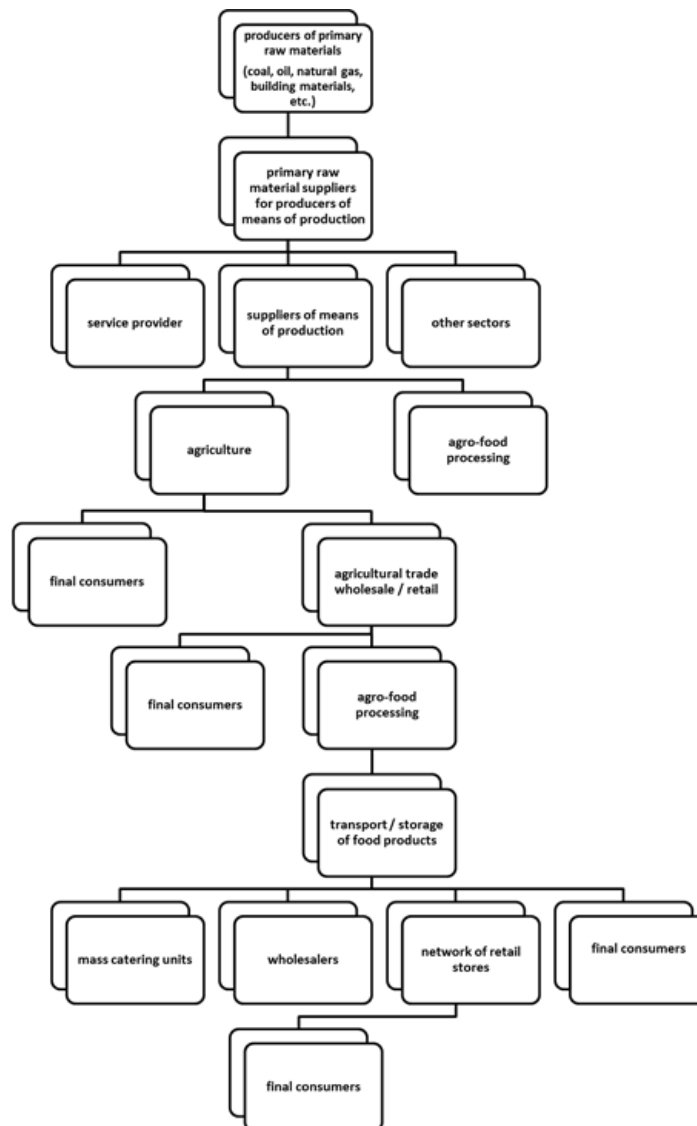 producers of primary
raw materials
(coal, oil, natural gas,
building materials,
etc.)
primary raw
material suppliers
for producers of
means of production
service provider
suppliers of means
of production
other sectors
agriculture
agro-food
processing
final consumers
agricultural trade
wholesale / retail
final consumers
agro-food
processing
transport / storage
of food products
mass catering units
wholesalers
network of retail
stores
final consumers
final consumers